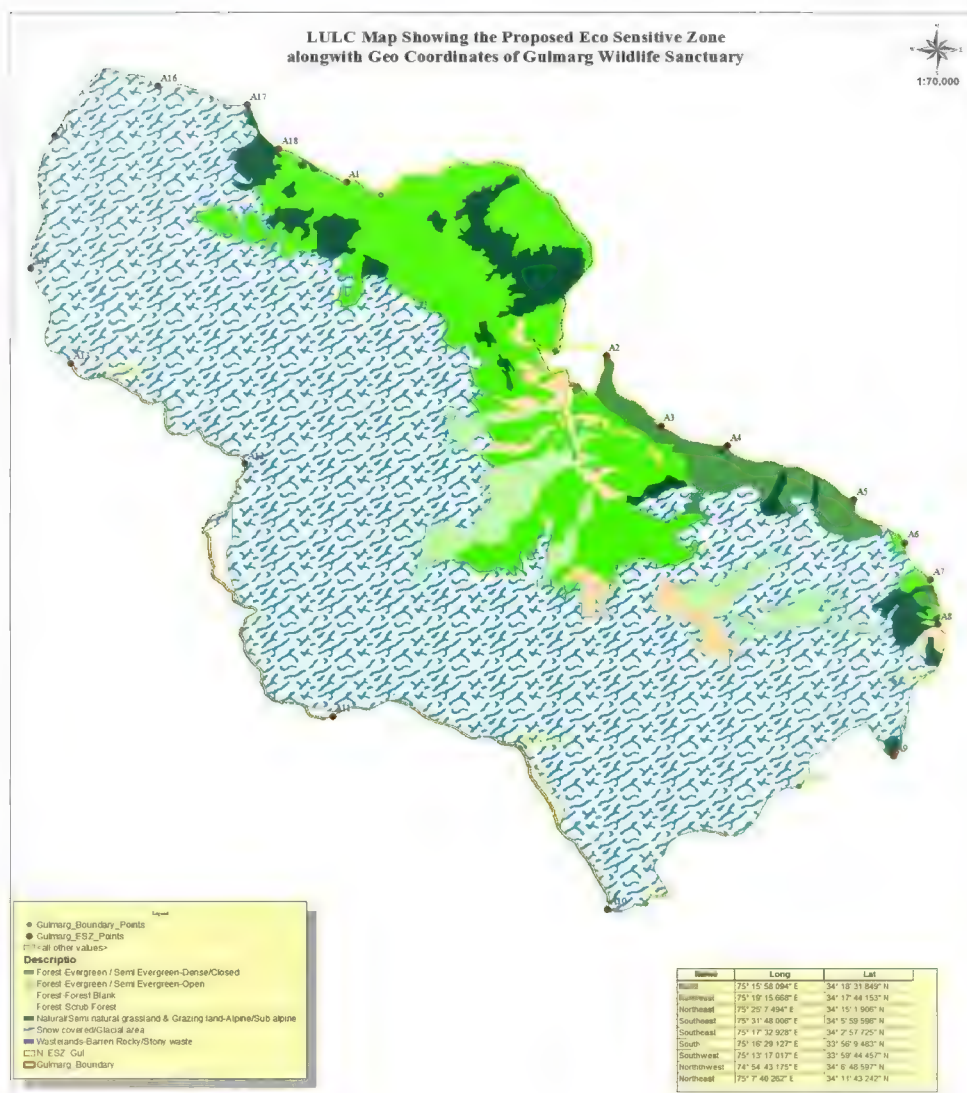 LULC Map Showing the Proposed Eco Sensitive Zone
alongwith Geo Coordinates of Gulmarg Wildlife Sanctuary
1:70,000
A16
A17
A18
A1
A2
A13
A3
A4
A12
A5
A6
A7
A8
A11
A9
A10
Legend
Gulmarg_Boundary_Points
Gulmarg_ESZ_Points
<all other values>
Descriptio
Forest-Evergreen / Semi Evergreen-Dense/Closed
Forest-Evergreen / Semi Evergreen-Open
Forest-Forest Blank
Forest-Scrub Forest
Natural/Semi natural grassland & Grazing land-Alpine/Sub alpine
Snow covered/Glacial area
Wastelands-Barren Rocky/Stony waste
N_ESZ_Gul
Gulmarg_Boundary
Name Long Lat
75° 15' 58.094" E 34° 18' 31.849" N
75° 19' 15.668" E 34° 17' 44.153" N
Northeast 75° 25' 7.494" E 34° 15' 1.906" N
Southeast 75° 31' 48.008" E 34° 5' 59.598" N
Southeast 75° 17' 32.928" E 34° 2' 57.725" N
South 75° 16' 29.127" E 33° 56' 9.483" N
Southwest 75° 13' 17.017" E 33° 59' 44.457" N
Northwest 74° 54' 43.175" E 34° 6' 48.597" N
Northeast 75° 7' 48.262" E 34° 11' 43.242" N